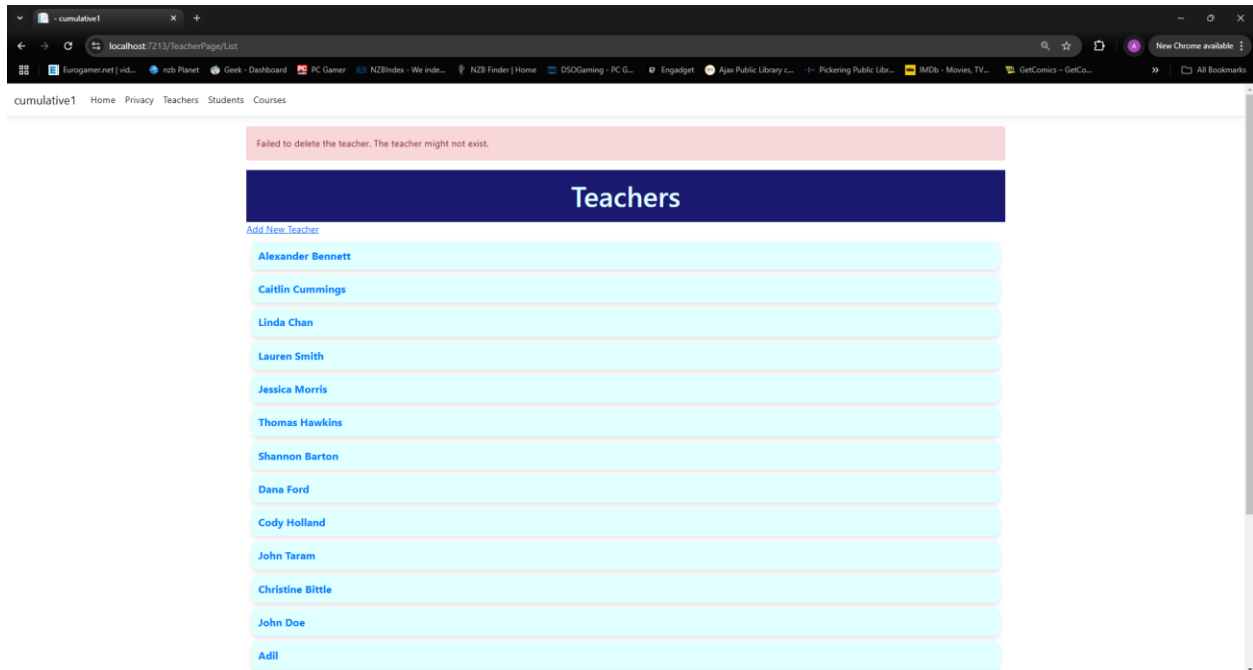 - cumulative1
localhost:7213/TeacherPage/List
New Chrome available
Eurogamer.net | vid...
nzb Planet
Geek - Dashboard
PC Gamer
NZBIndex - We inde...
NZB Finder | Home
DSOGaming - PC G...
Engadget
Ajax Public Library c...
Pickering Public Libr...
IMDb - Movies, TV...
GetComics – GetCo...
All Bookmarks
cumulative1 Home Privacy Teachers Students Courses
Failed to delete the teacher. The teacher might not exist.
Teachers
Add New Teacher
Alexander Bennett
Caitlin Cummings
Linda Chan
Lauren Smith
Jessica Morris
Thomas Hawkins
Shannon Barton
Dana Ford
Cody Holland
John Taram
Christine Bittle
John Doe
Adil